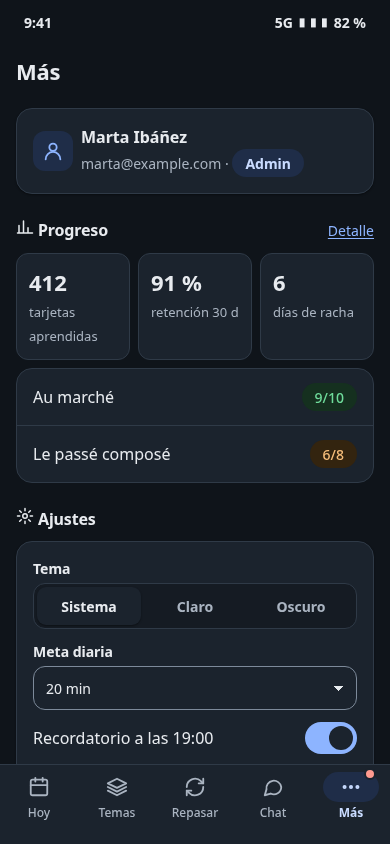 9:41
5G 82 %
Más
Marta Ibáñez
marta@example.com · Admin
Progreso
Detalle
412
tarjetas
aprendidas
91 %
retención 30 d
6
días de racha
Au marché
9/10
Le passé composé
6/8
Ajustes
Tema
Sistema Claro Oscuro
Meta diaria
20 min
Recordatorio a las 19:00
Hoy Temas Repasar Chat Más